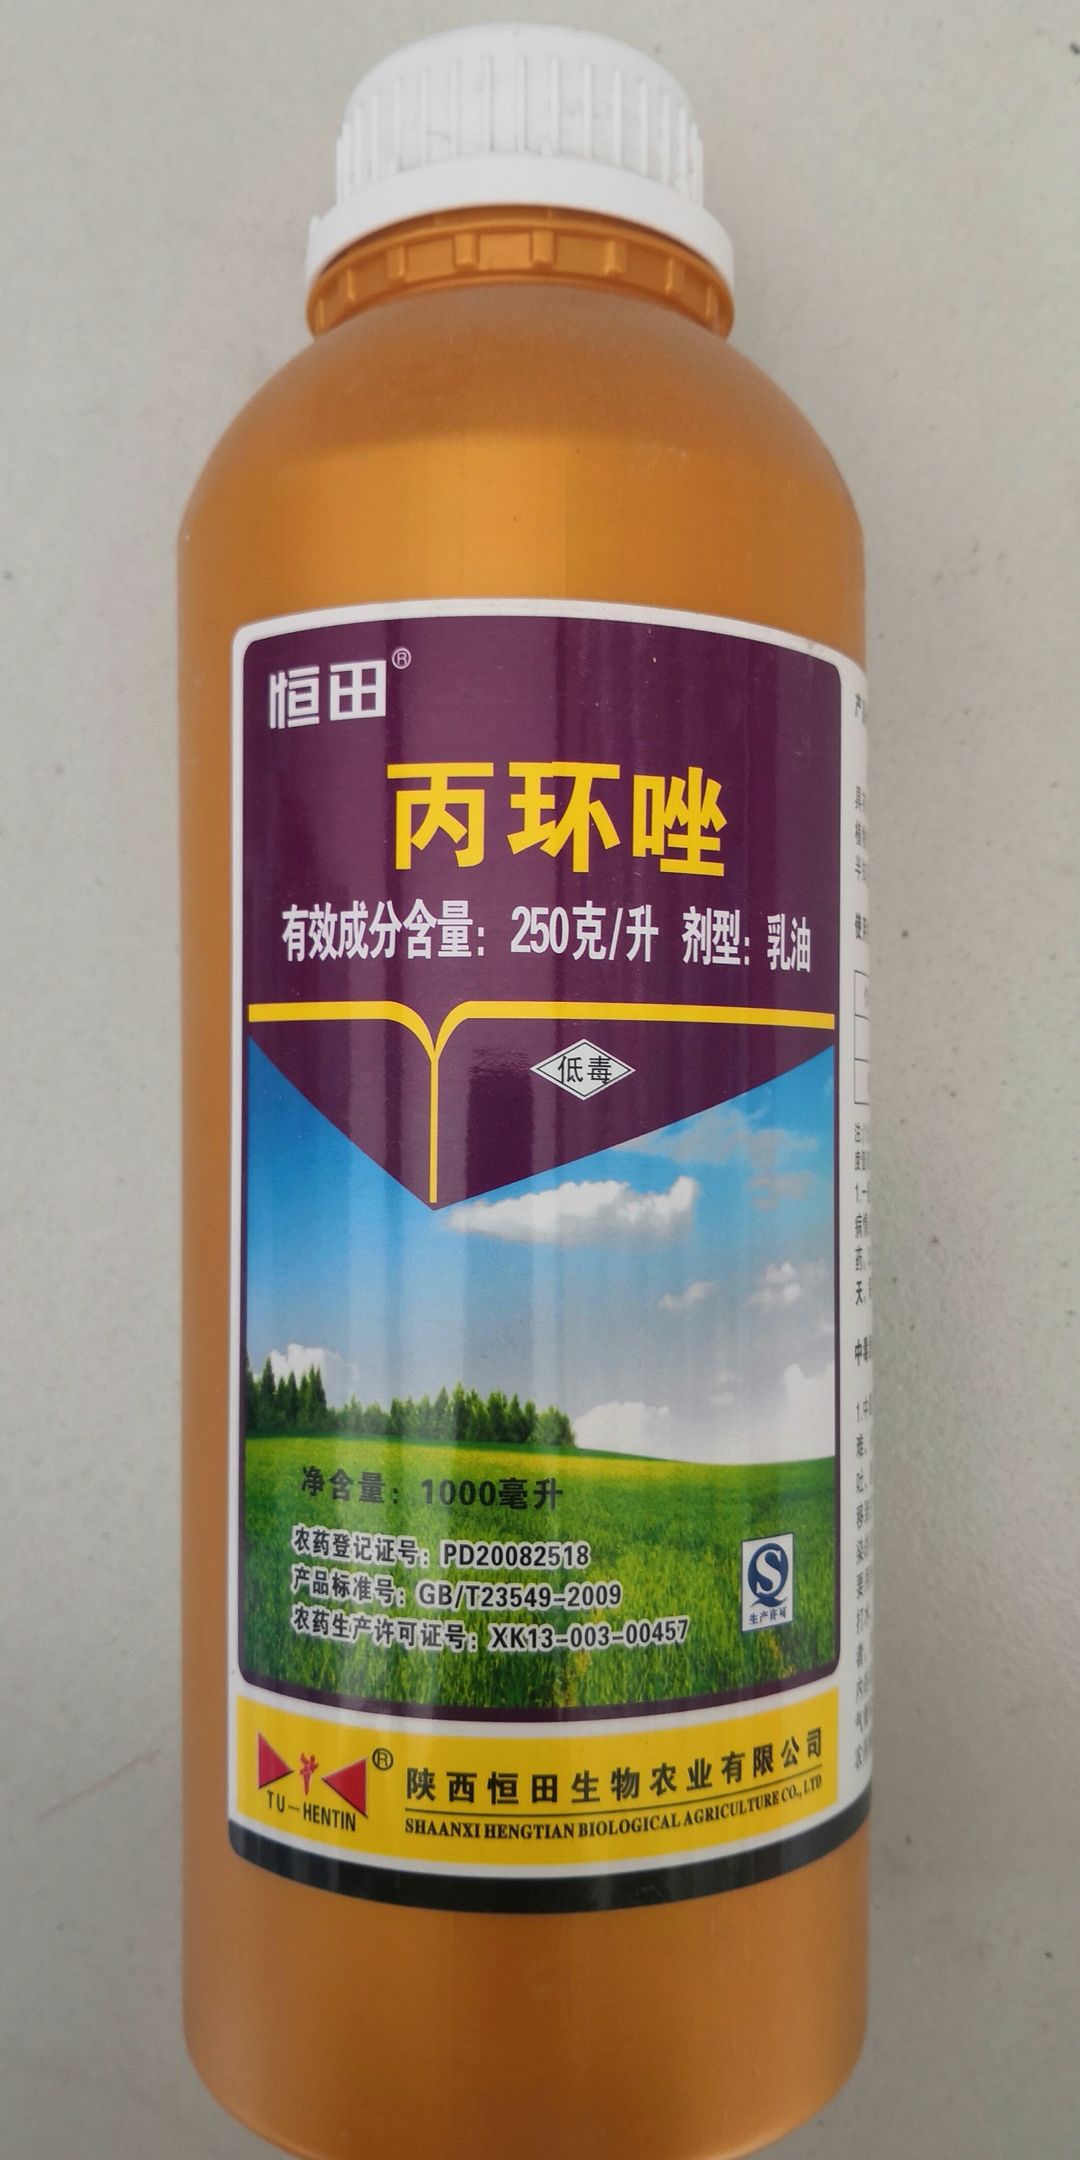 恒田®
丙环唑
有效成分含量：250克/升 剂型：乳油
低毒
净含量：1000毫升
农药登记证号：PD20082518
产品标准号：GB/T23549-2009
农药生产许可证号：XK13-003-00457
生产许可
TU-HENTIN ®
陕西恒田生物农业有限公司
SHAANXI HENGTIAN BIOLOGICAL AGRICULTURE CO., LTD